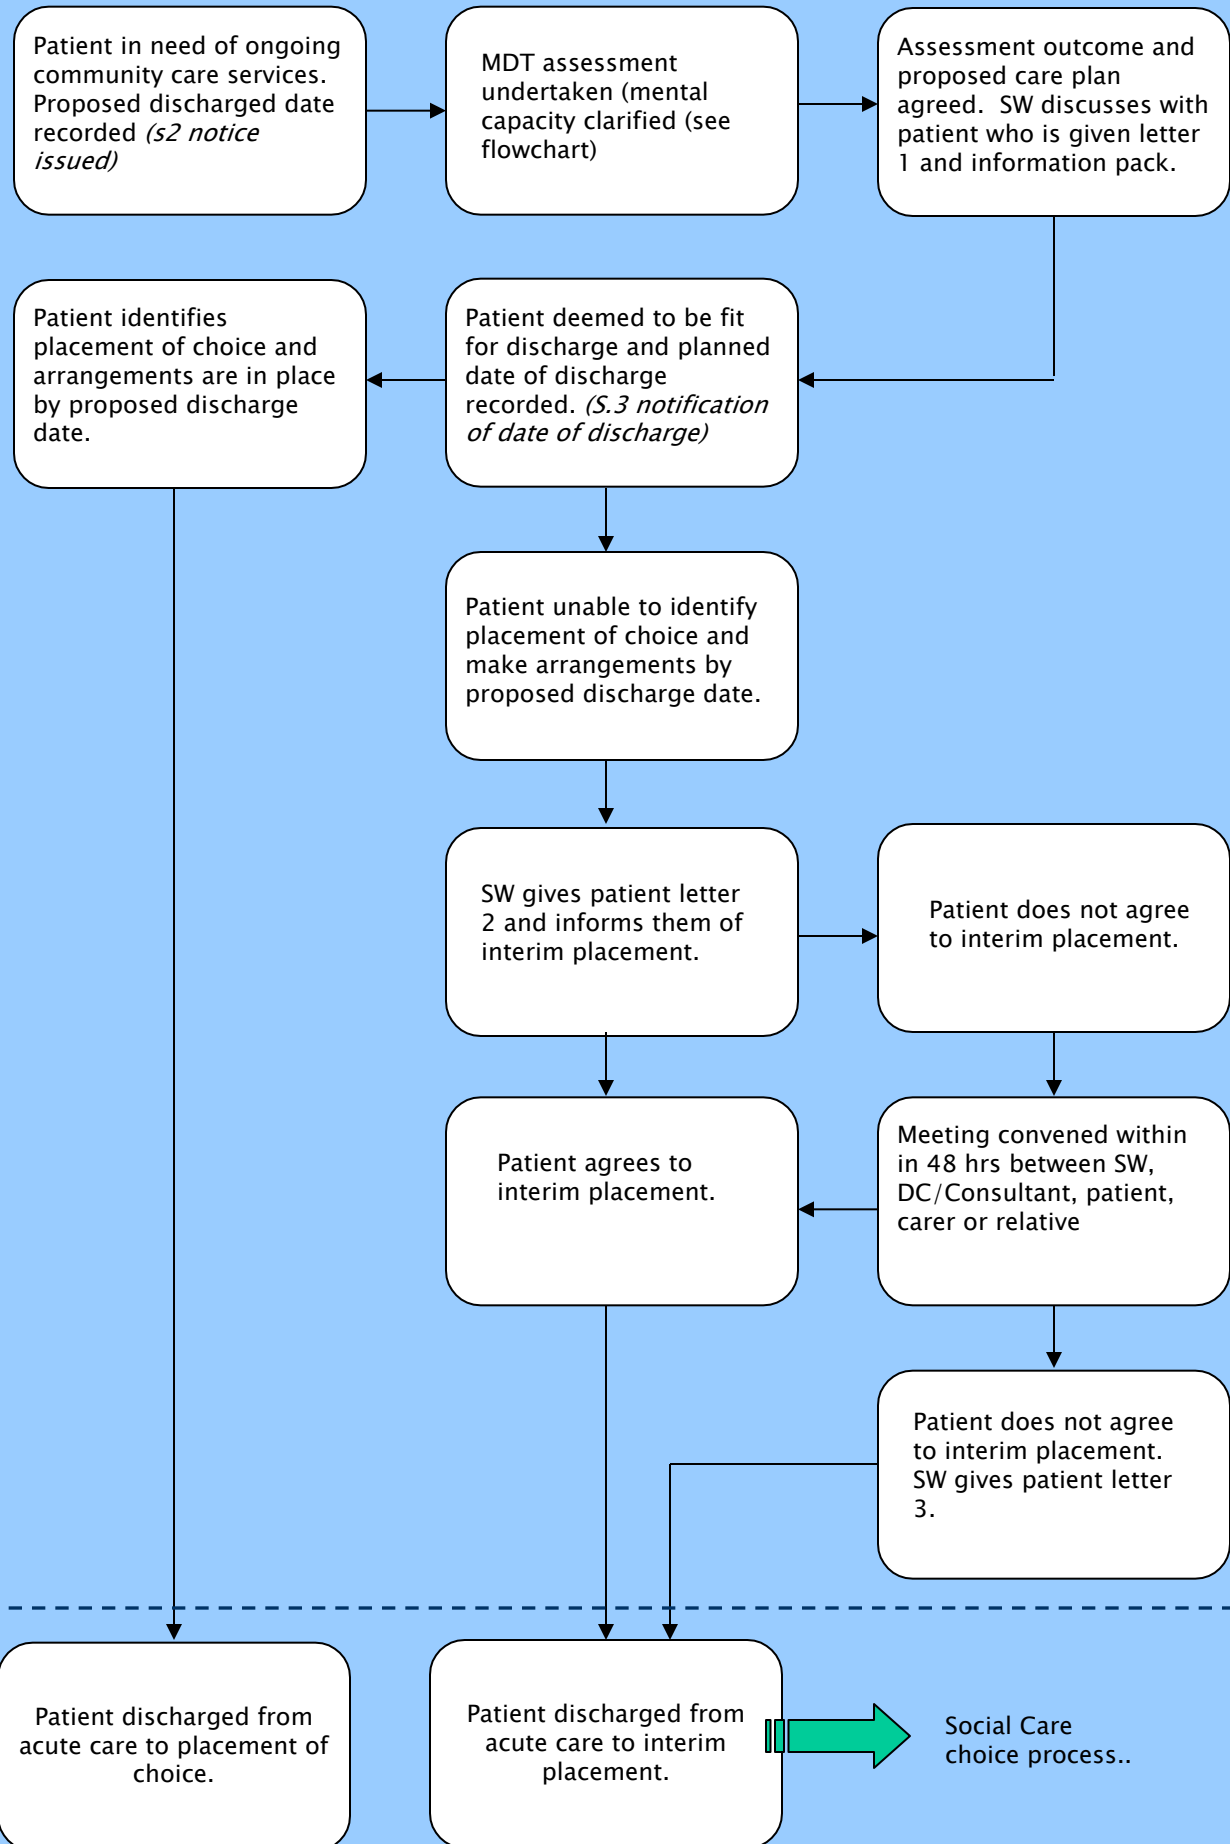 Patient in need of ongoing
community care services.
Proposed discharged date
recorded (s2 notice
issued)
MDT assessment
undertaken (mental
capacity clarified (see
flowchart)
Assessment outcome and
proposed care plan
agreed.  SW discusses with
patient who is given letter
1 and information pack.
Patient identifies
placement of choice and
arrangements are in place
by proposed discharge
date.
Patient deemed to be fit
for discharge and planned
date of discharge
recorded. (S.3 notification
of date of discharge)
Patient unable to identify
placement of choice and
make arrangements by
proposed discharge date.
SW gives patient letter
2 and informs them of
interim placement.
Patient does not agree
to interim placement.
Patient agrees to
interim placement.
Meeting convened within
in 48 hrs between SW,
DC/Consultant, patient,
carer or relative
Patient does not agree
to interim placement.
SW gives patient letter
3.
Patient discharged from
acute care to placement of
choice.
Patient discharged from
acute care to interim
placement.
Social Care
choice process..